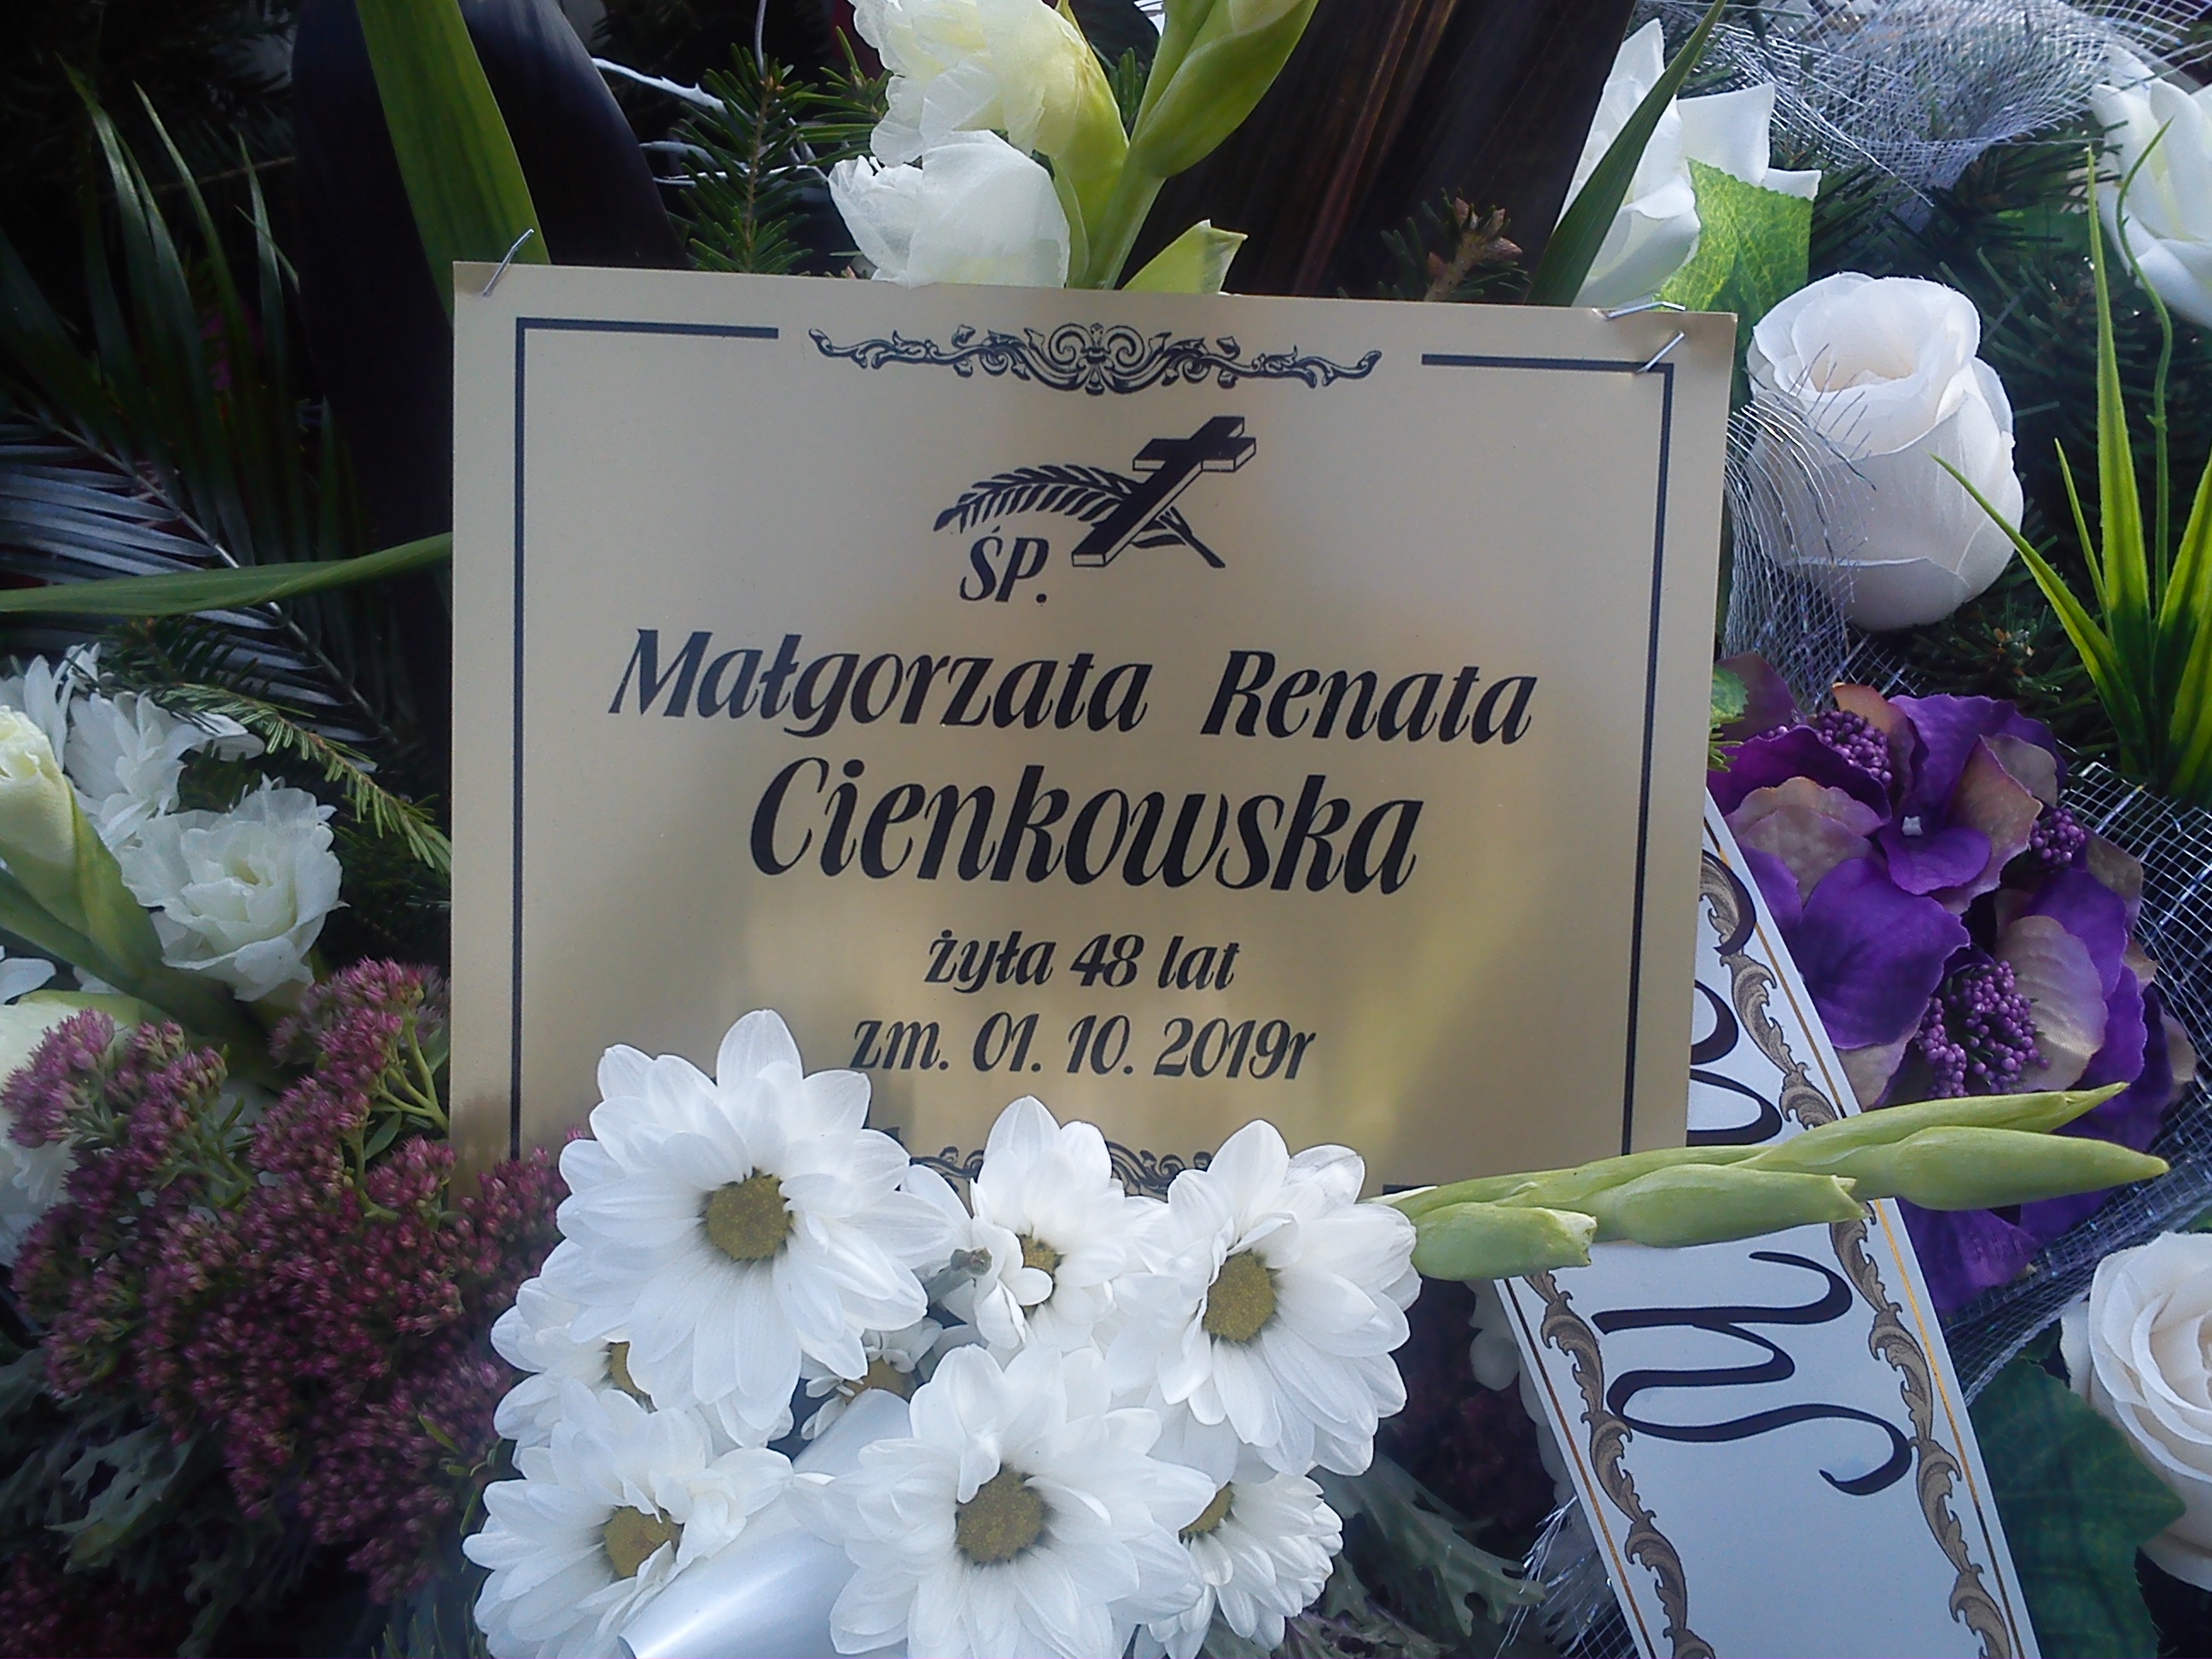 ŚP.
Małgorzata Renata
Cienkowska
żyła 48 lat
zm. 01. 10. 2019r